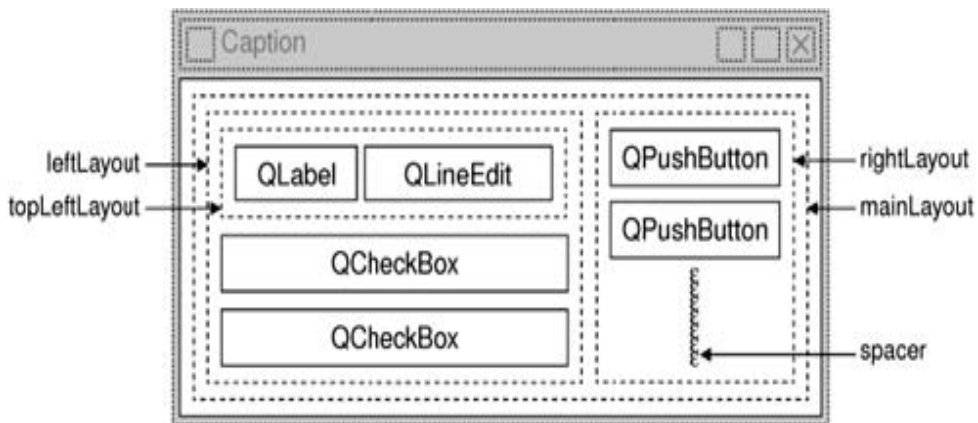 Caption
leftLayout
topLeftLayout
QLabel QLineEdit
QCheckBox
QCheckBox
QPushButton
QPushButton
rightLayout
mainLayout
spacer